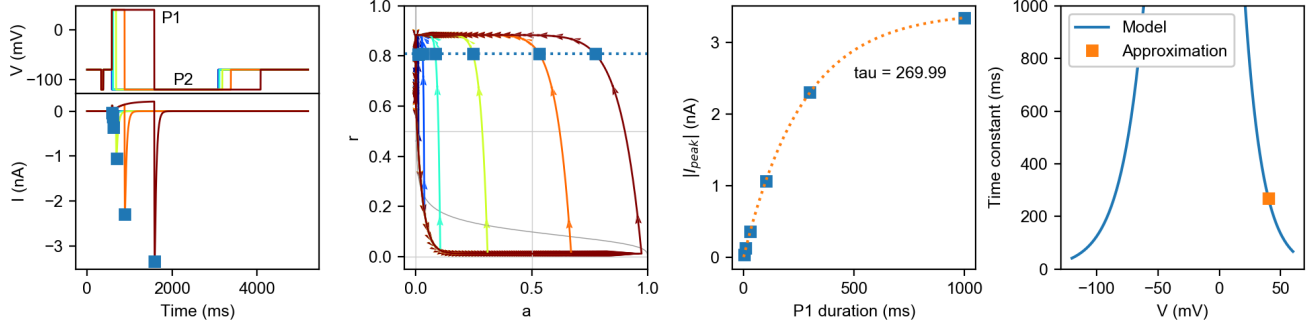 V (mV)
0
−100
P1
P2
I (nA)
0
−1
−2
−3
0
2000
4000
Time (ms)
r
1.0
0.8
0.6
0.4
0.2
0.0
0.0
0.5
1.0
a
|I_peak| (nA)
3
2
1
0
tau = 269.99
0
500
1000
P1 duration (ms)
Time constant (ms)
1000
800
600
400
200
0
Model
Approximation
−100
−50
0
50
V (mV)